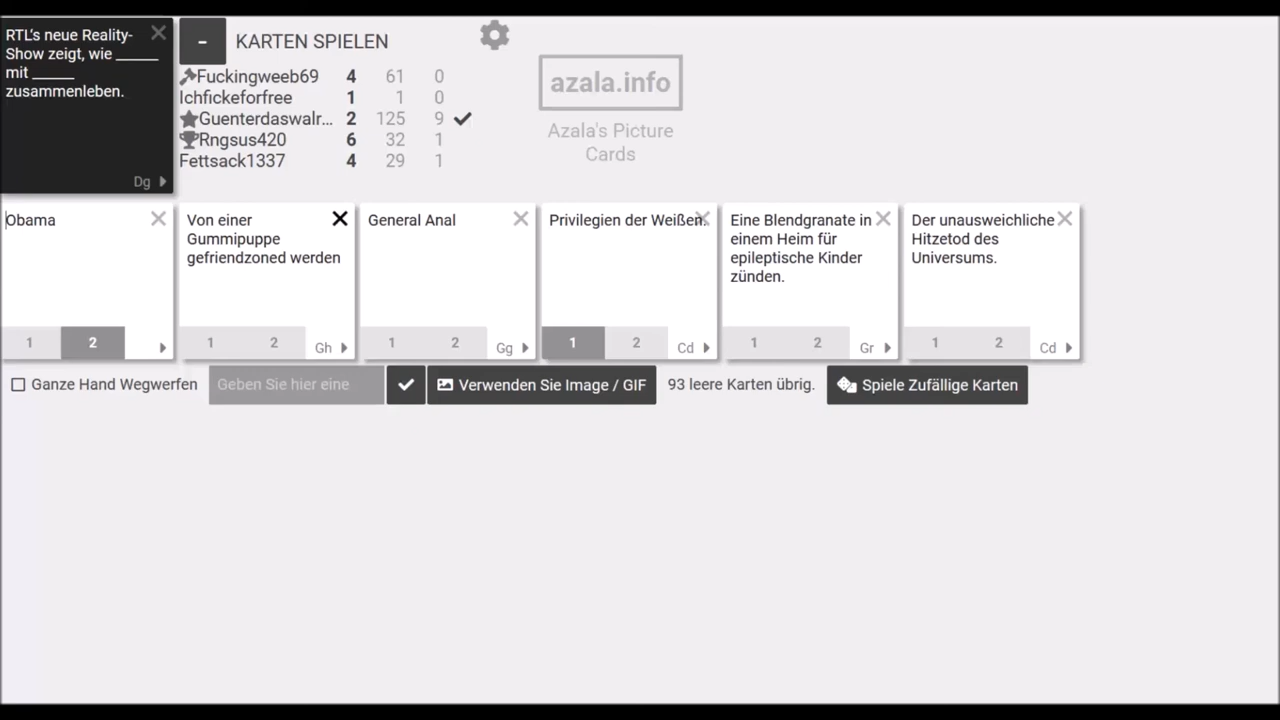 RTL's neue Reality-
Show zeigt, wie ______
mit ______
zusammenleben.
Dg
-
KARTEN SPIELEN
Fuckingweeb69 4 61 0
Ichfickeforfree 1 1 0
Guenterdaswalr... 2 125 9
Rngsus420 6 32 1
Fettsack1337 4 29 1
azala.info
Azala's Picture
Cards
Obama
1 2
Von einer
Gummipuppe
gefriendzoned werden
1 2 Gh
General Anal
1 2 Gg
Privilegien der Weißen.
1 2 Cd
Eine Blendgranate in
einem Heim für
epileptische Kinder
zünden.
1 2 Gr
Der unausweichliche
Hitzetod des
Universums.
1 2 Cd
Ganze Hand Wegwerfen
Geben Sie hier eine
Verwenden Sie Image / GIF
93 leere Karten übrig.
Spiele Zufällige Karten